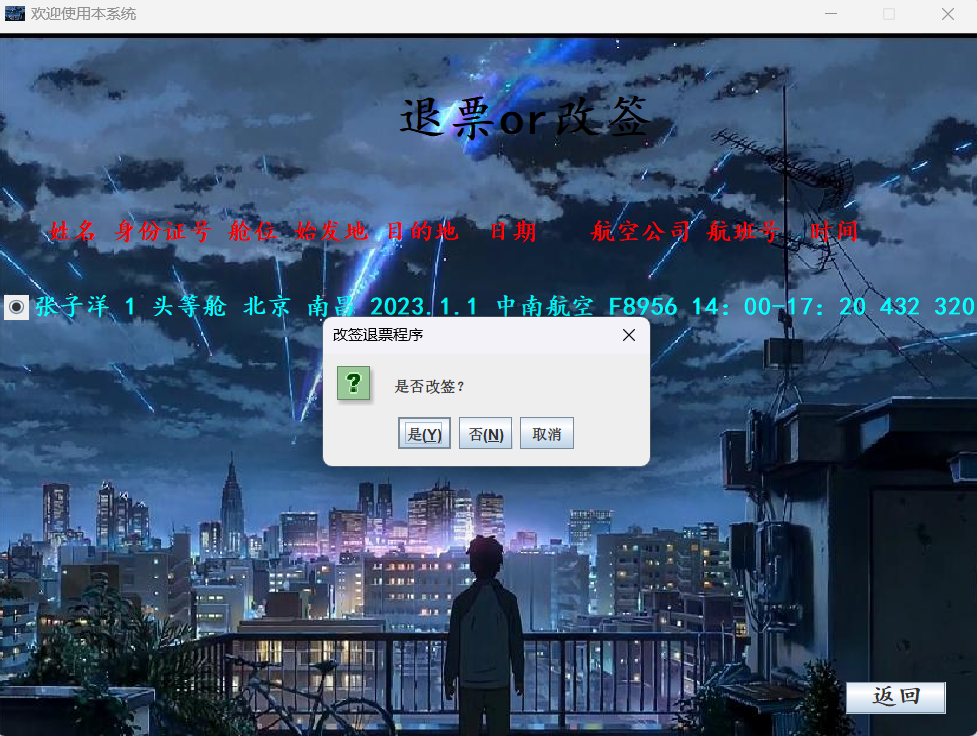 欢迎使用本系统
退票or改签
姓名 身份证号 舱位 始发地 目的地 日期 航空公司 航班号 时间
张子洋 1 头等舱 北京 南昌 2023.1.1 中南航空 F8956 14：00-17：20 432 320
改签退票程序
?
是否改签?
是(Y) 否(N) 取消
返回